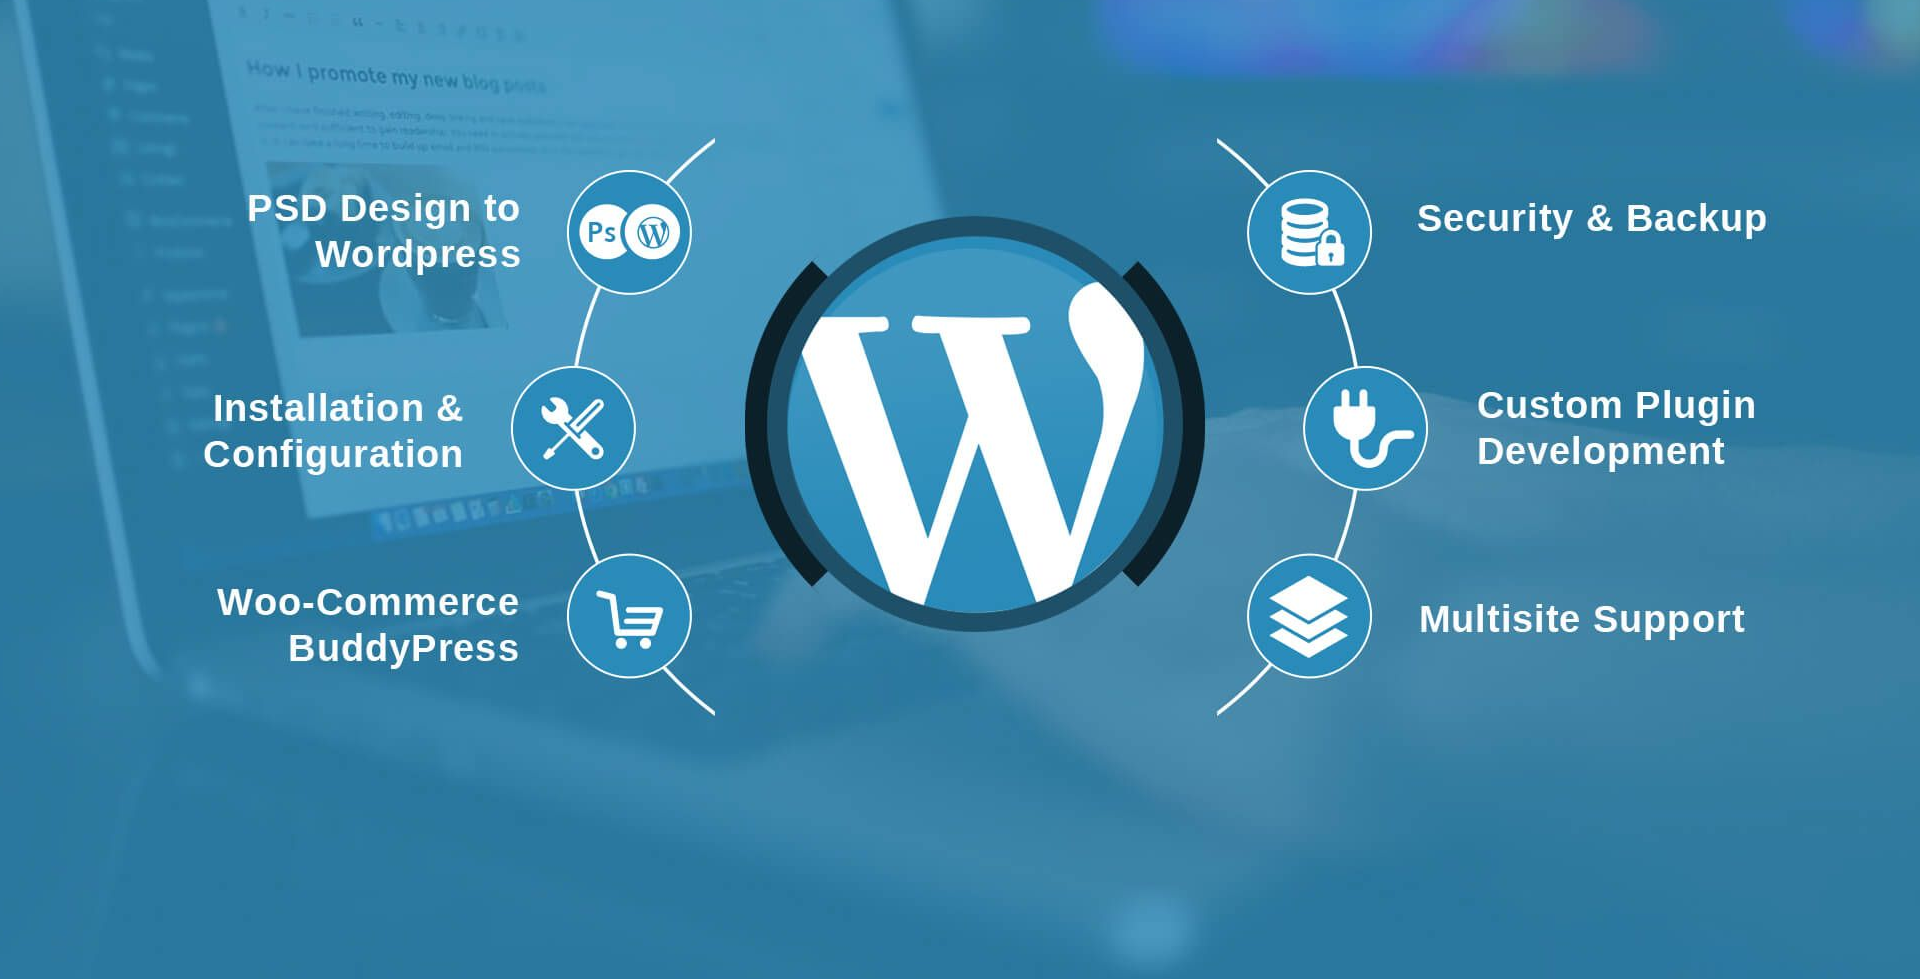 How I promote my new blog posts
PSD Design to
Wordpress
Ps
W
Installation &
Configuration
Woo-Commerce
BuddyPress
W
Security & Backup
Custom Plugin
Development
Multisite Support